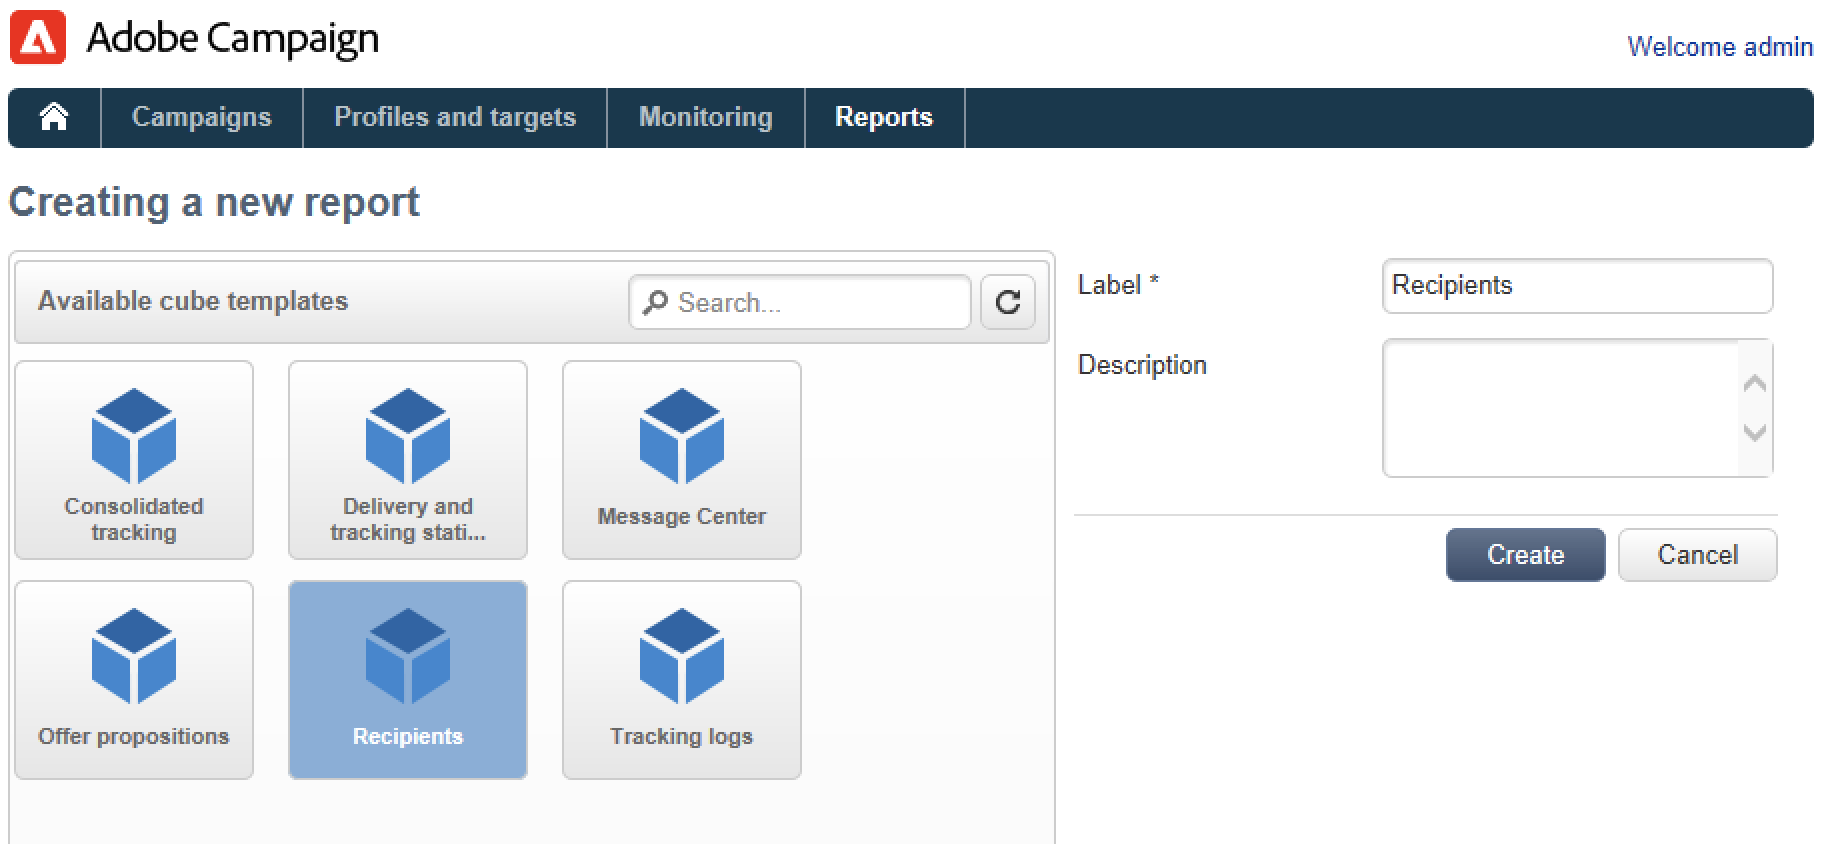 Adobe Campaign
Welcome admin
Campaigns
Profiles and targets
Monitoring
Reports
Creating a new report
Available cube templates
Search...
Label *
Recipients
Description
Consolidated
tracking
Delivery and
tracking stati...
Message Center
Create
Cancel
Offer propositions
Recipients
Tracking logs